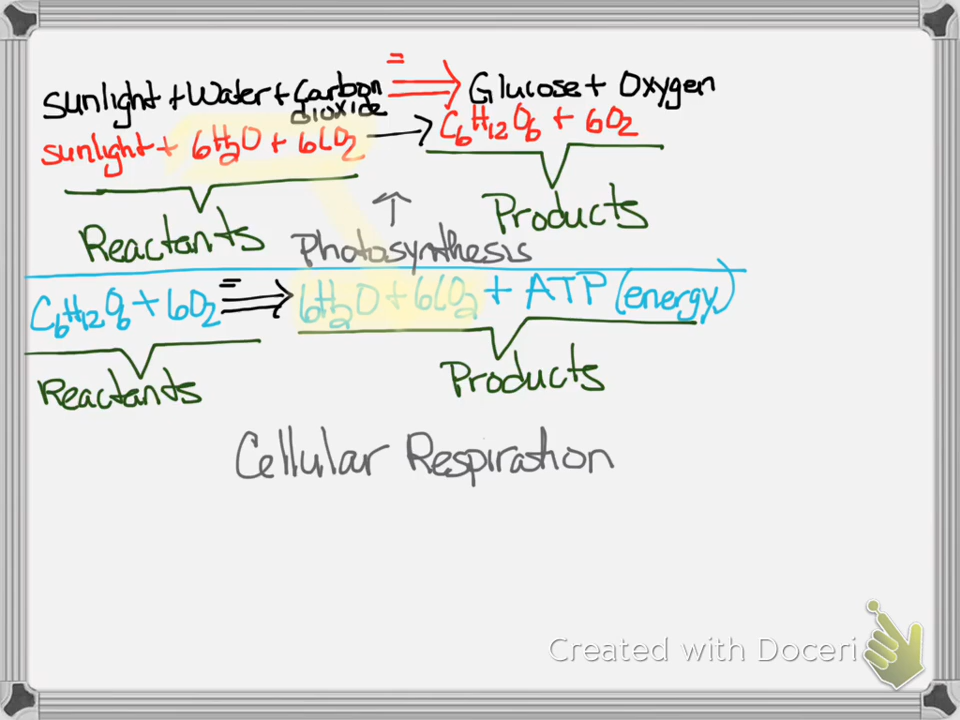 sunlight + Water + Carbon dioxide = ⇒ Glucose + Oxygen
sunlight + 6H₂O + 6CO₂ → C₆H₁₂O₆ + 6O₂
Reactants Products
↑
Photosynthesis
C₆H₁₂O₆ + 6O₂ = ⇒ 6H₂O + 6CO₂ + ATP (energy)
Reactants Products
Cellular Respiration
Created with Doceri